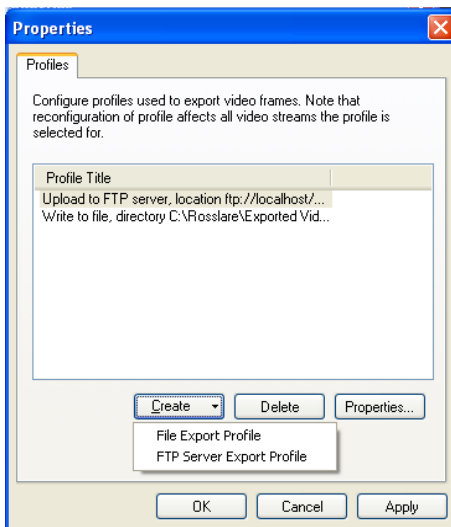 Properties
Profiles
Configure profiles used to export video frames. Note that
reconfiguration of profile affects all video streams the profile is
selected for.
Profile Title
Upload to FTP server, location ftp://localhost/...
Write to file, directory C:\Rosslare\Exported Vid...
Create Delete Properties...
File Export Profile
FTP Server Export Profile
OK Cancel Apply